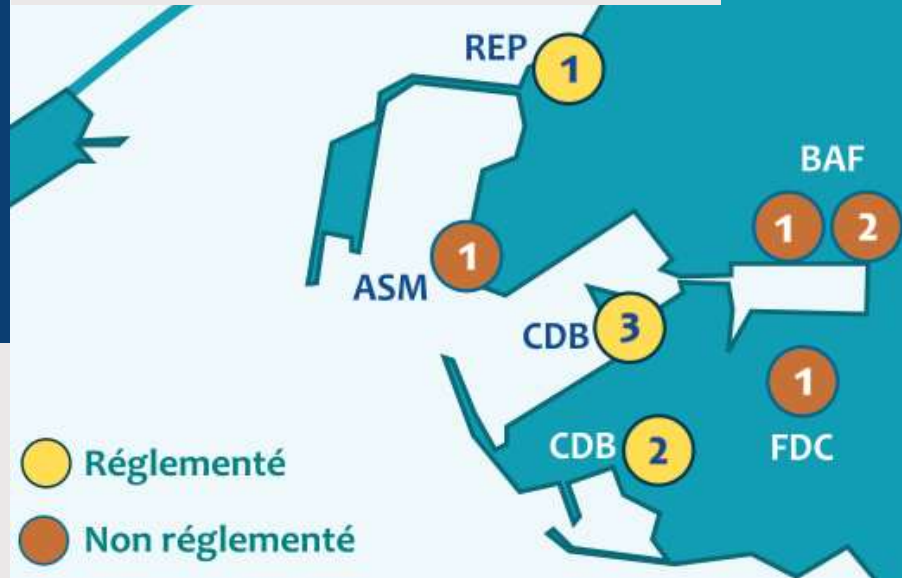 REP
1
BAF
1
2
1
ASM
CDB
3
1
CDB
2
FDC
Réglementé
Non réglementé